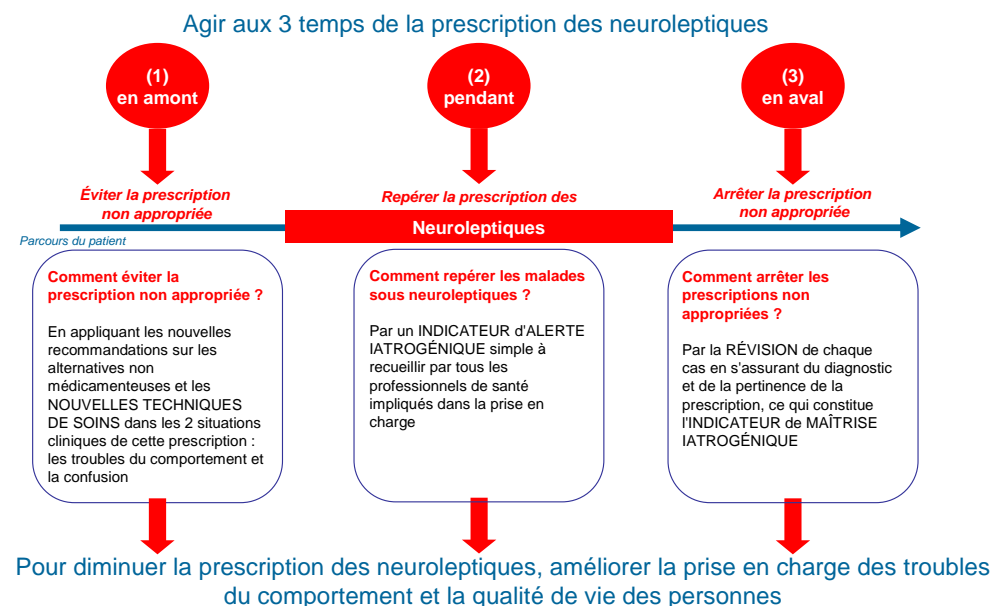 Agir aux 3 temps de la prescription des neuroleptiques
(1)
en amont
(2)
pendant
(3)
en aval
Éviter la prescription
non appropriée
Repérer la prescription des
Arrêter la prescription
non appropriée
Neuroleptiques
Parcours du patient
Comment éviter la
prescription non appropriée ?
En appliquant les nouvelles
recommandations sur les
alternatives non
médicamenteuses et les
NOUVELLES TECHNIQUES
DE SOINS dans les 2 situations
cliniques de cette prescription :
les troubles du comportement et
la confusion
Comment repérer les malades
sous neuroleptiques ?
Par un INDICATEUR d'ALERTE
IATROGÉNIQUE simple à
recueillir par tous les
professionnels de santé
impliqués dans la prise en
charge
Comment arrêter les
prescriptions non
appropriées ?
Par la RÉVISION de chaque
cas en s'assurant du diagnostic
et de la pertinence de la
prescription, ce qui constitue
l'INDICATEUR de MAÎTRISE
IATROGÉNIQUE
Pour diminuer la prescription des neuroleptiques, améliorer la prise en charge des troubles
du comportement et la qualité de vie des personnes